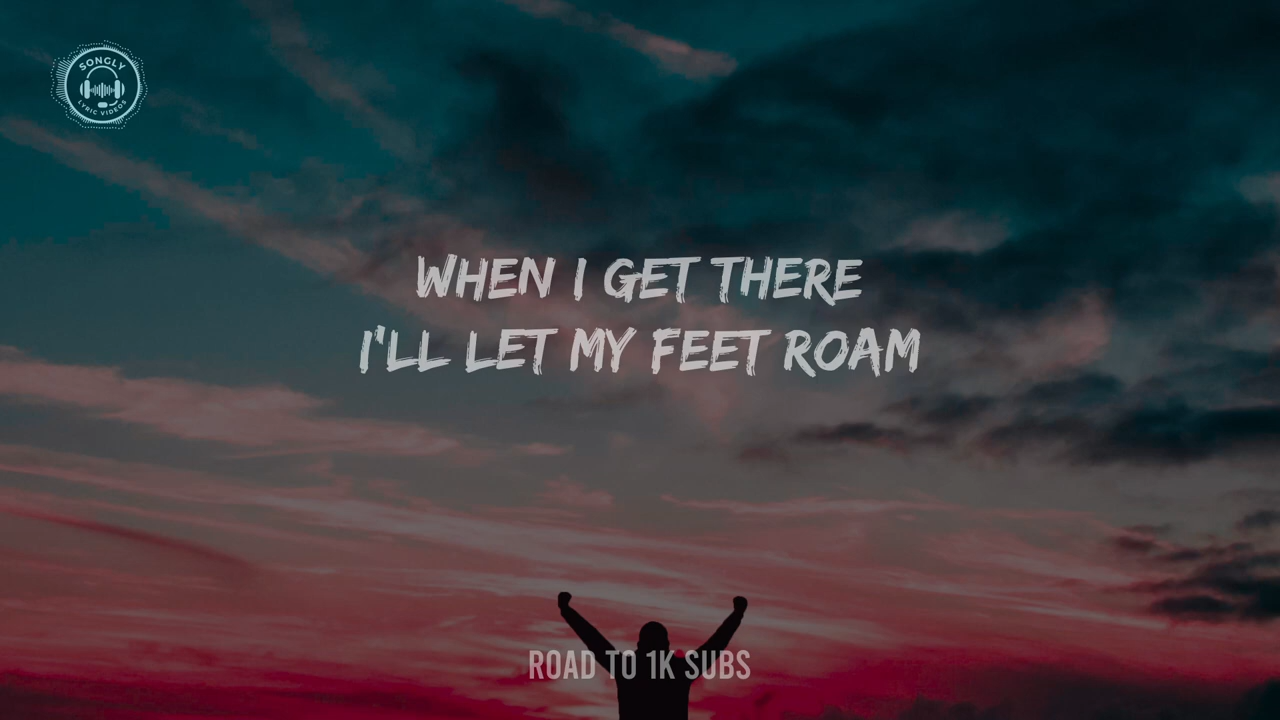 SONGLY
LYRIC VIDEOS
WHEN I GET THERE
I'LL LET MY FEET ROAM
ROAD TO 1K SUBS